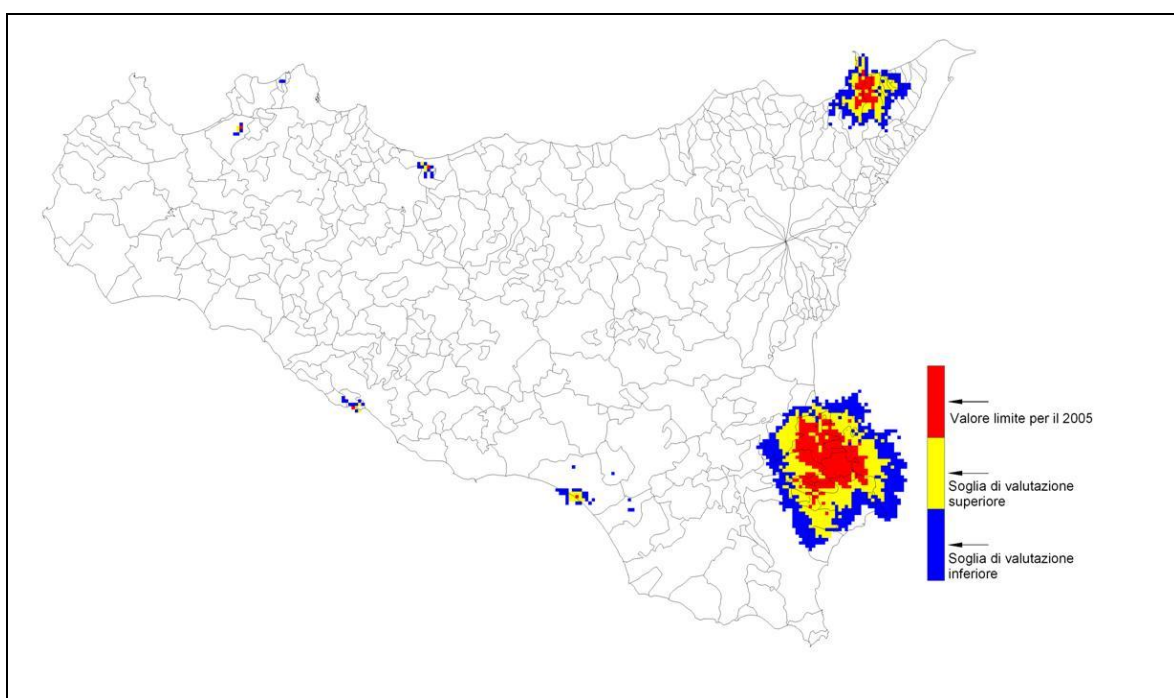 Valore limite per il 2005
Soglia di valutazione
superiore
Soglia di valutazione
inferiore